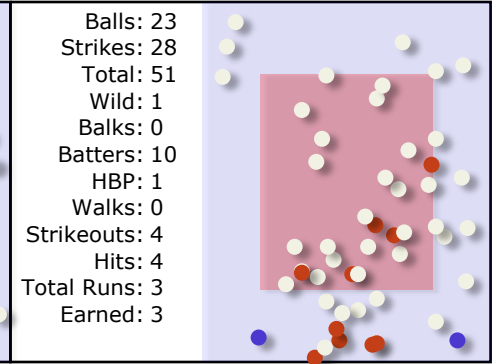 Balls: 23
Strikes: 28
Total: 51
Wild: 1
Balks: 0
Batters: 10
HBP: 1
Walks: 0
Strikeouts: 4
Hits: 4
Total Runs: 3
Earned: 3